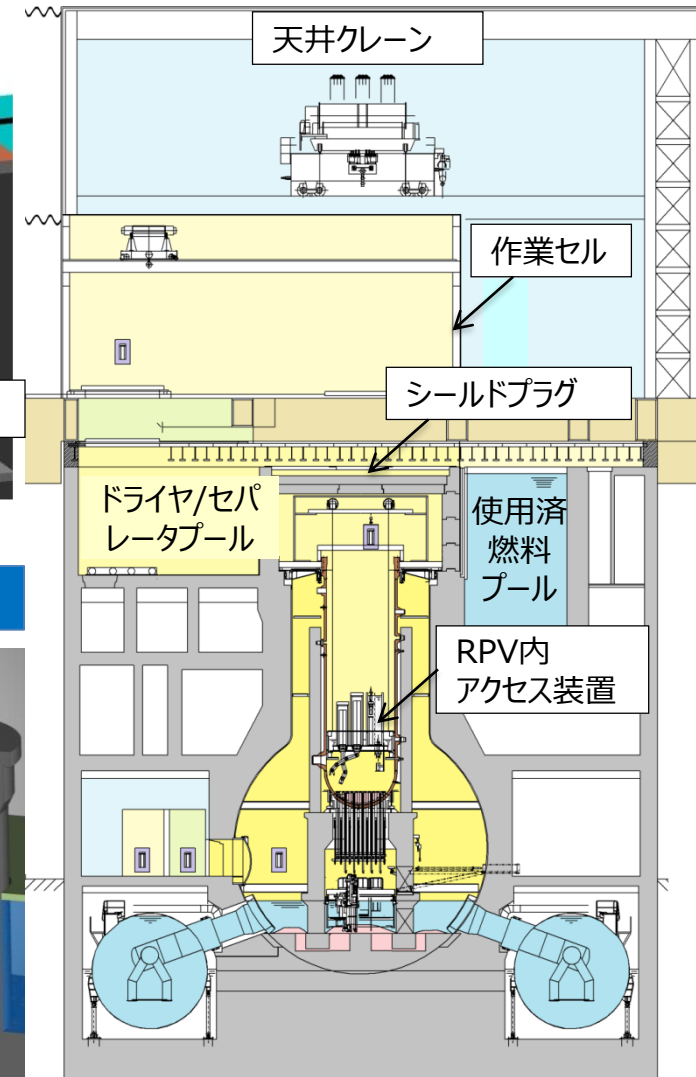 天井クレーン
作業セル
シールドプラグ
ドライヤ/セパ
レータプール
使用済
燃料
プール
RPV内
アクセス装置